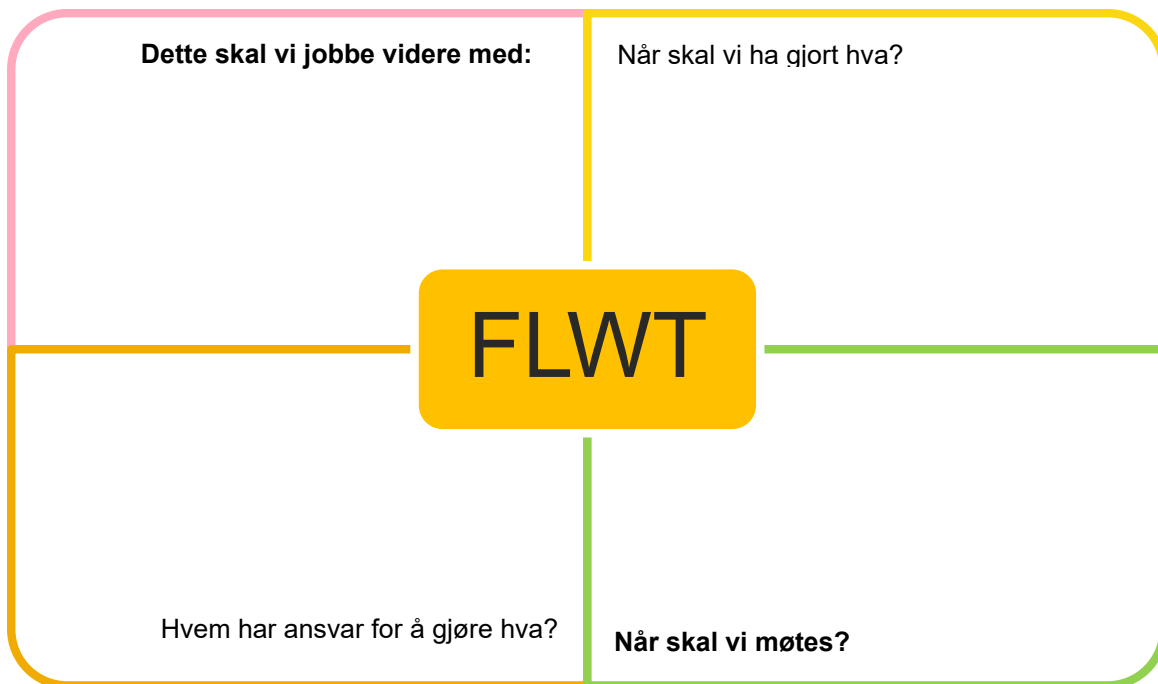 Dette skal vi jobbe videre med:
Når skal vi ha gjort hva?
FLWT
Hvem har ansvar for å gjøre hva?
Når skal vi møtes?